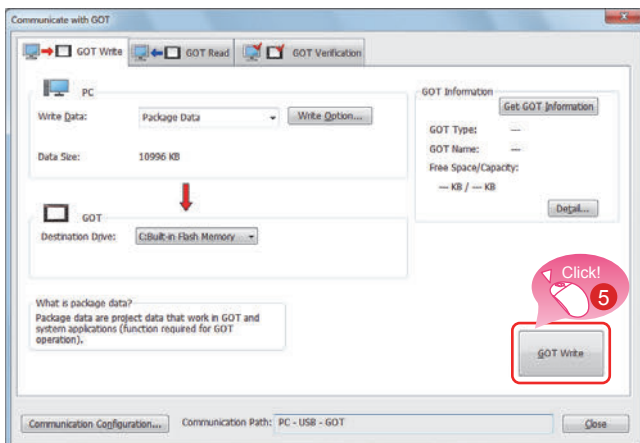 Communicate with GOT
GOT Write
GOT Read
GOT Verification
PC
Write Data:
Package Data
Write Option...
Data Size:
10996 KB
GOT
Destination Drive:
C:Built-in Flash Memory
What is package data?
Package data are project data that work in GOT and
system applications (function required for GOT
operation).
GOT Information
Get GOT Information
GOT Type: ---
GOT Name: ---
Free Space/Capacity:
--- KB / --- KB
Detail...
Click!
5
GOT Write
Communication Configuration...
Communication Path:
PC - USB - GOT
Close